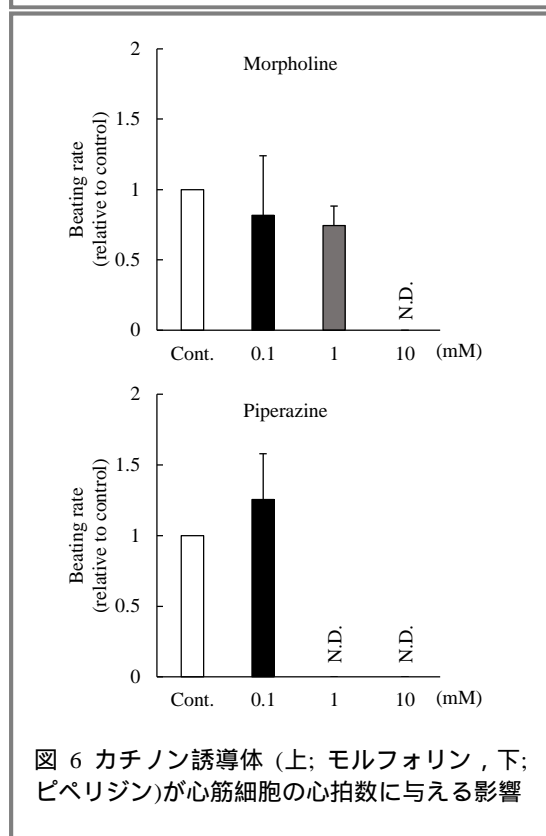 2
Morpholine
1.5
1
0.5
0
Beating rate
(relative to control)
N.D.
Cont. 0.1 1 10 (mM)
2
Piperazine
1.5
1
0.5
0
Beating rate
(relative to control)
N.D. N.D.
Cont. 0.1 1 10 (mM)
図 6 カチノン誘導体 (上; モルフォリン , 下;
ピペリジン)が心筋細胞の心拍数に与える影響